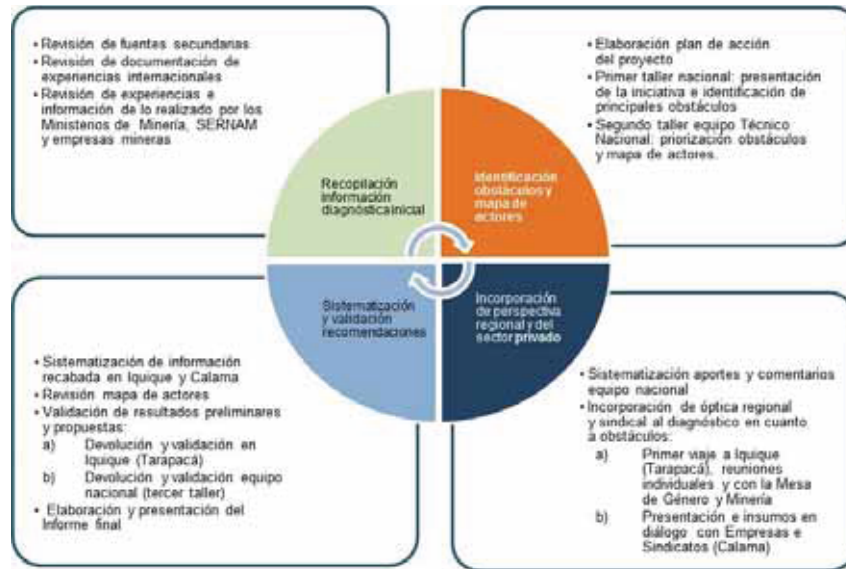 • Revisión de fuentes secundarias
• Revisión de documentación de
experiencias internacionales
• Revisión de experiencias e
información de lo realizado por los
Ministerios de Minería, SERNAM
y empresas mineras
• Elaboración plan de acción
del proyecto
• Primer taller nacional: presentación
de la iniciativa e identificación de
principales obstáculos
• Segundo taller equipo Técnico
Nacional: priorización obstáculos
y mapa de actores.
Recopilación
información
diagnóstica inicial
Identificación
obstáculos y
mapa de
actores
Sistematización
y validación
recomendaciones
Incorporación
de perspectiva
regional y del
sector privado
• Sistematización de información
recabada en Iquique y Calama
• Revisión mapa de actores
• Validación de resultados preliminares
y propuestas:
a) Devolución y validación en
Iquique (Tarapacá)
b) Devolución y validación equipo
nacional (tercer taller)
• Elaboración y presentación del
Informe final
• Sistematización aportes y comentarios
equipo nacional
• Incorporación de óptica regional
y sindical al diagnóstico en cuanto
a obstáculos:
a) Primer viaje a Iquique
(Tarapacá), reuniones
individuales y con la Mesa
de Género y Minería
b) Presentación e insumos en
diálogo con Empresas e
Sindicatos (Calama)